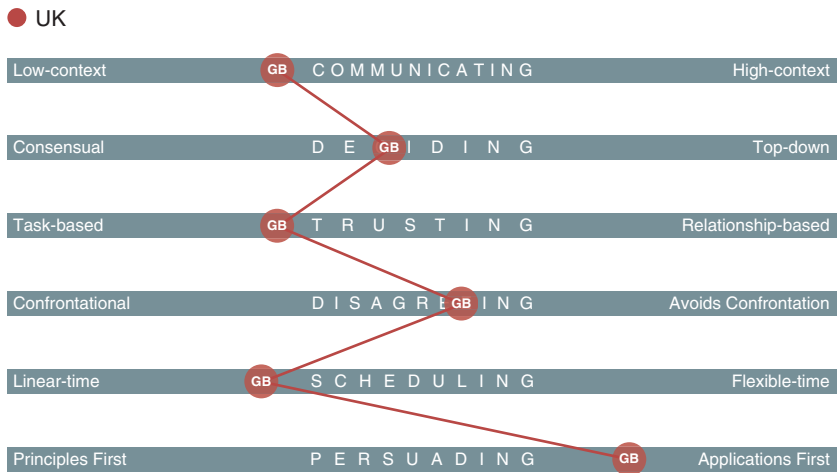 UK
Low-context GB COMMUNICATING High-context
Consensual DE GB IDING Top-down
Task-based GB TRUSTING Relationship-based
Confrontational DISAGRE GB ING Avoids Confrontation
Linear-time GB SCHEDULING Flexible-time
Principles First PERSUADING GB Applications First